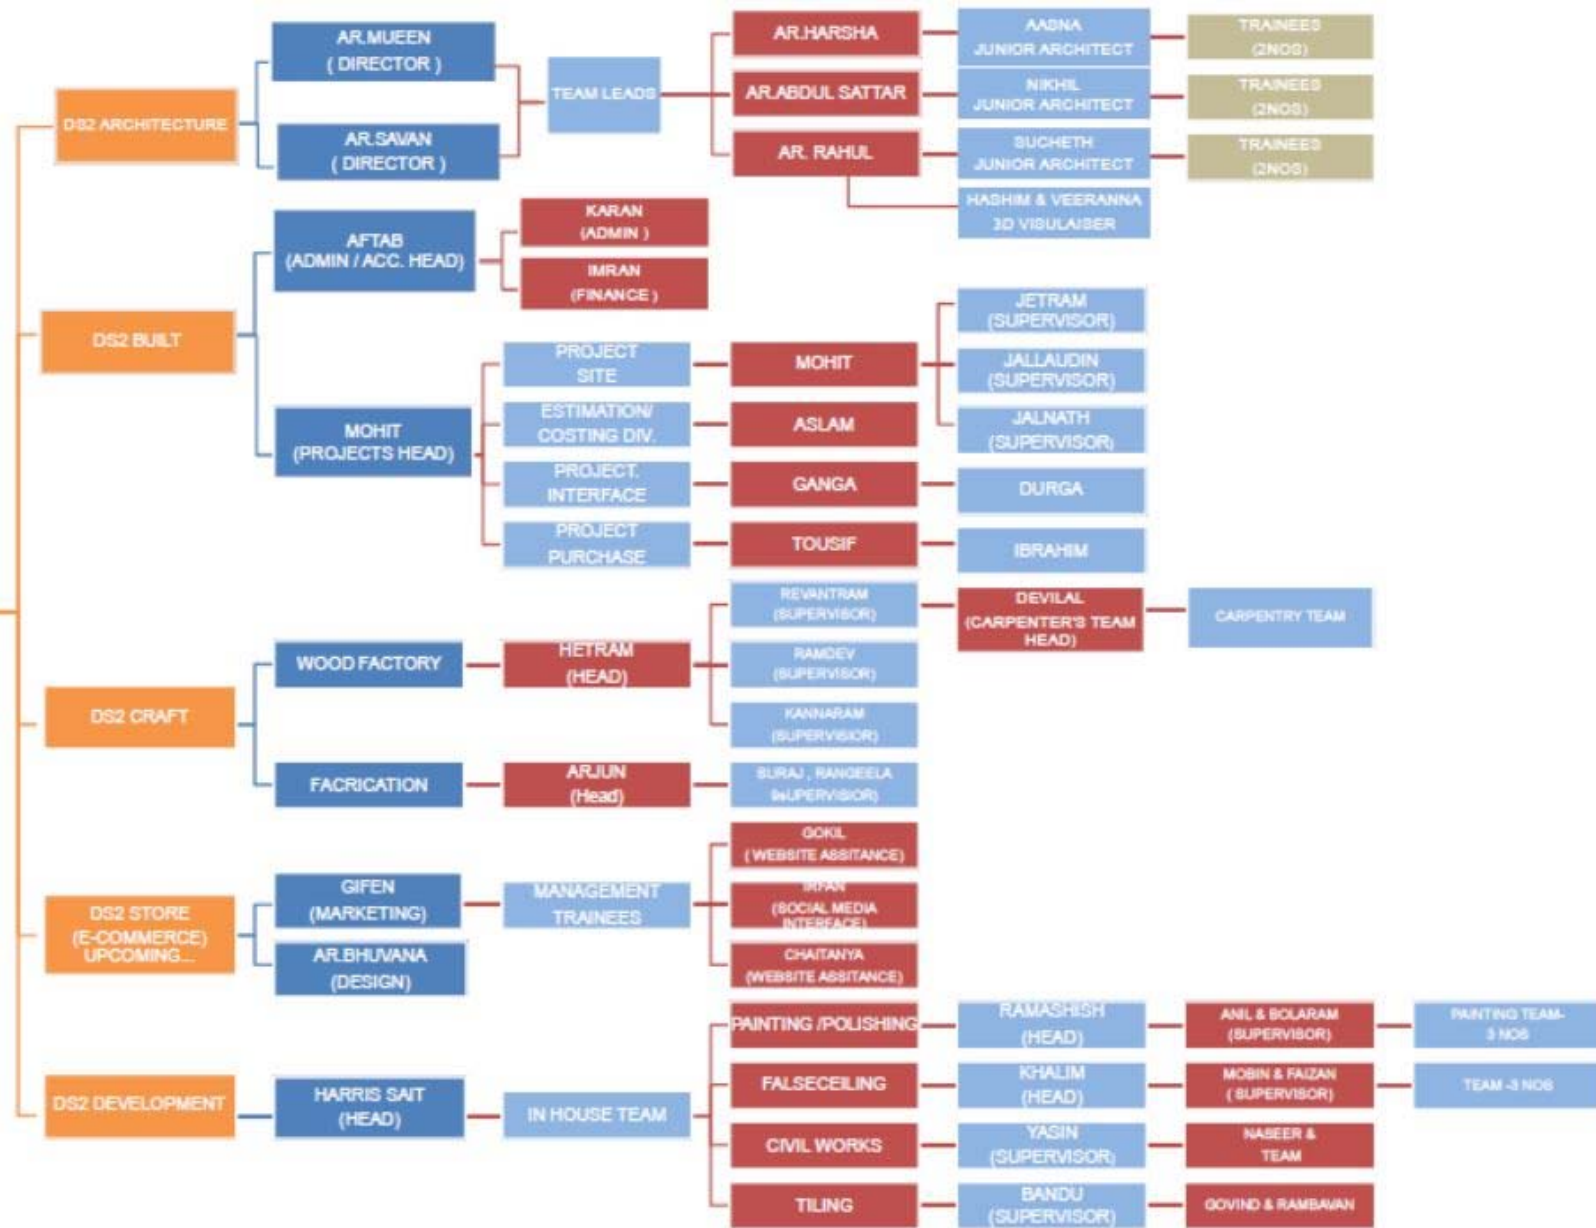 DS2 ARCHITECTURE
AR.MUEEN
( DIRECTOR )
AR.SAVAN
( DIRECTOR )
TEAM LEADS
AR.HARSHA
AASNA
JUNIOR ARCHITECT
TRAINEES
(2NOS)
AR.ABDUL SATTAR
NIKHIL
JUNIOR ARCHITECT
TRAINEES
(2NOS)
AR. RAHUL
SUCHETH
JUNIOR ARCHITECT
TRAINEES
(2NOS)
HASHIM & VEERANNA
3D VISULAISER
DS2 BUILT
AFTAB
(ADMIN / ACC. HEAD)
KARAN
(ADMIN )
IMRAN
(FINANCE )
MOHIT
(PROJECTS HEAD)
PROJECT
SITE
MOHIT
JETRAM
(SUPERVISOR)
JALLAUDIN
(SUPERVISOR)
JALNATH
(SUPERVISOR)
ESTIMATION/
COSTING DIV.
ASLAM
PROJECT.
INTERFACE
GANGA
DURGA
PROJECT
PURCHASE
TOUSIF
IBRAHIM
DS2 CRAFT
WOOD FACTORY
HETRAM
(HEAD)
REVANTRAM
(SUPERVISOR)
DEVILAL
(CARPENTER'S TEAM
HEAD)
CARPENTRY TEAM
RAMDEV
(SUPERVISOR)
KANNARAM
(SUPERVISIOR)
FACRICATION
ARJUN
(Head)
SURAJ , RANGEELA
9sUPERVISIOR)
DS2 STORE
(E-COMMERCE)
UPCOMING...
GIFEN
(MARKETING)
AR.BHUVANA
(DESIGN)
MANAGEMENT
TRAINEES
GOKIL
( WEBSITE ASSITANCE)
IRFAN
(SOCIAL MEDIA
INTERFACE)
CHAITANYA
(WEBSITE ASSITANCE)
DS2 DEVELOPMENT
HARRIS SAIT
(HEAD)
IN HOUSE TEAM
PAINTING /POLISHING
RAMASHISH
(HEAD)
ANIL & BOLARAM
(SUPERVISOR)
PAINTING TEAM-
3 NOS
FALSECEILING
KHALIM
(HEAD)
MOBIN & FAIZAN
( SUPERVISOR)
TEAM -3 NOS
CIVIL WORKS
YASIN
(SUPERVISOR)
NASEER &
TEAM
TILING
BANDU
(SUPERVISOR)
GOVIND & RAMBAVAN